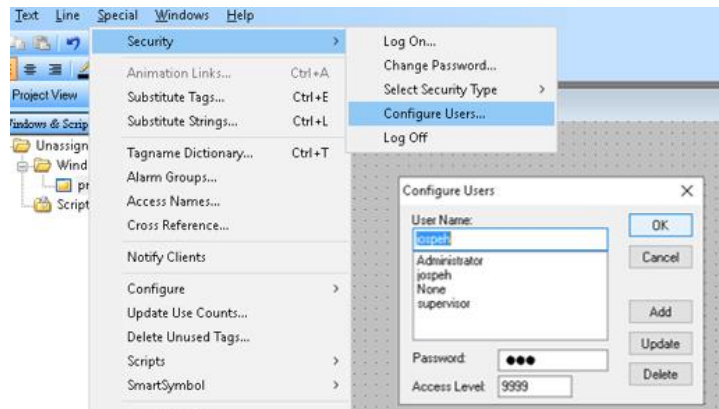 Text Line Special Windows Help
Security
Log On...
Change Password...
Select Security Type
Configure Users...
Log Off
Animation Links... Ctrl+A
Substitute Tags... Ctrl+E
Substitute Strings... Ctrl+L
Tagname Dictionary... Ctrl+T
Alarm Groups...
Access Names...
Cross Reference...
Notify Clients
Configure
Update Use Counts...
Delete Unused Tags...
Scripts
SmartSymbol
Project View
Windows & Scrip
Unassign
Wind
pr
Script
Configure Users
User Name:
jospeh
Administrator
jospeh
None
supervisor
Password:
Access Level: 9999
OK
Cancel
Add
Update
Delete